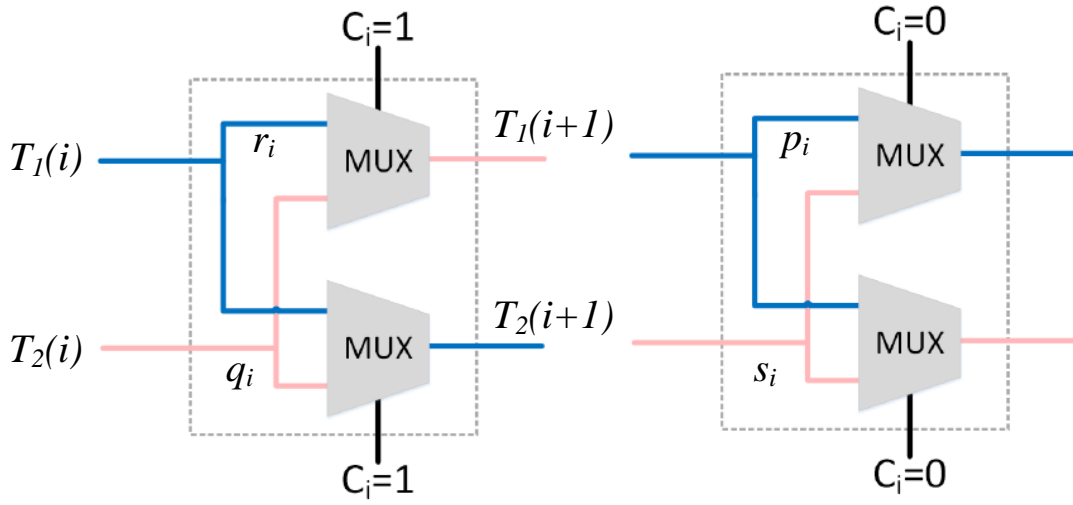 C_i=1
C_i=0
T_1(i)
r_i
MUX
T_1(i+1)
p_i
MUX
T_2(i)
q_i
MUX
T_2(i+1)
s_i
MUX
C_i=1
C_i=0